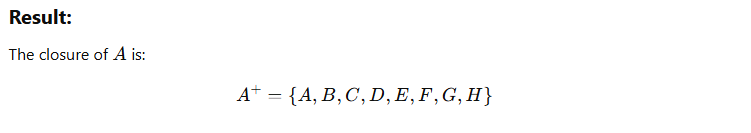 Result:
The closure of A is:
A⁺ = {A, B, C, D, E, F, G, H}